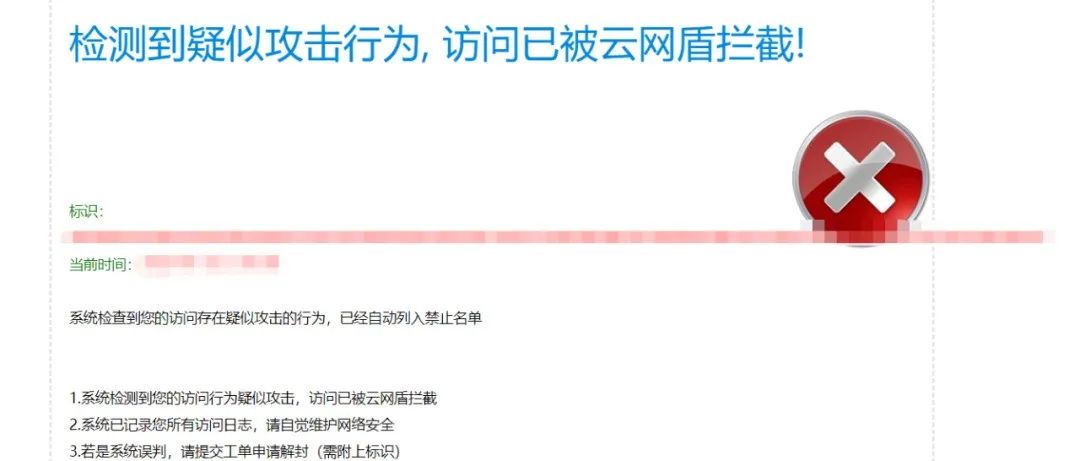 检测到疑似攻击行为, 访问已被云网盾拦截!
标识:
当前时间:
系统检查到您的访问存在疑似攻击的行为，已经自动列入禁止名单
1.系统检测到您的访问行为疑似攻击，访问已被云网盾拦截
2.系统已记录您所有访问日志，请自觉维护网络安全
3.若是系统误判，请提交工单申请解封（需附上标识）